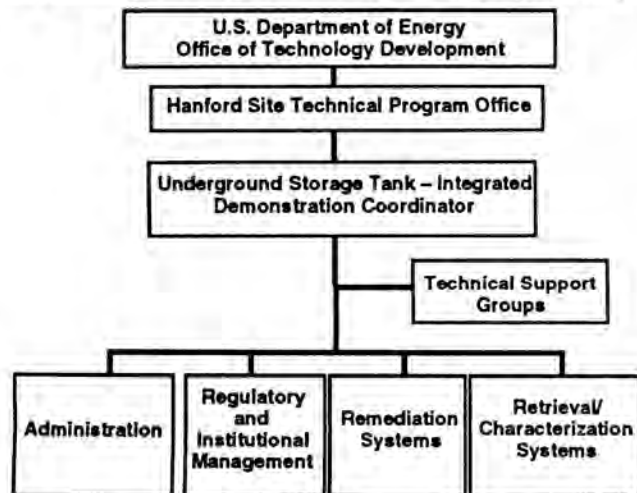 U.S. Department of Energy
Office of Technology Development
Hanford Site Technical Program Office
Underground Storage Tank – Integrated
Demonstration Coordinator
Technical Support
Groups
Administration
Regulatory
and
Institutional
Management
Remediation
Systems
Retrieval/
Characterization
Systems